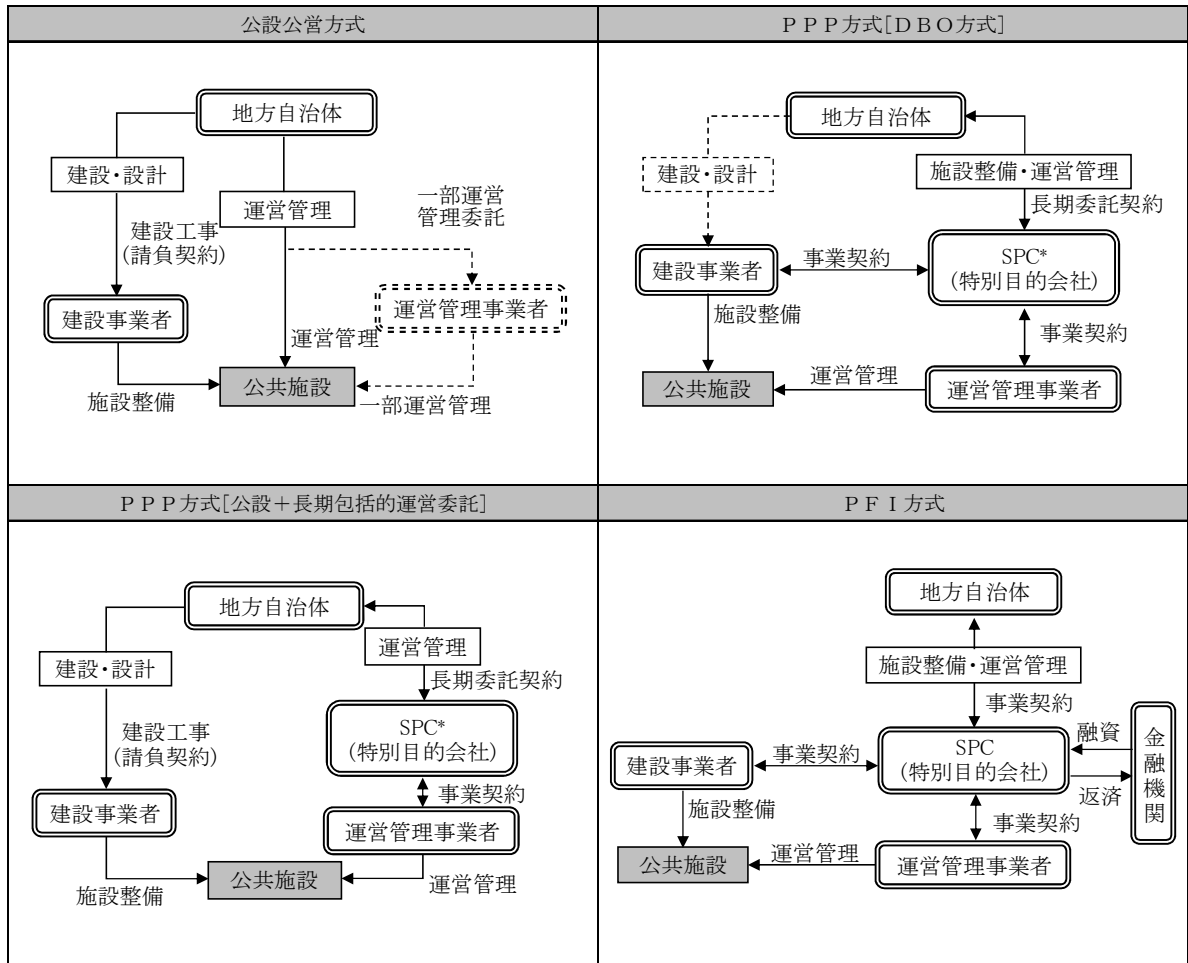 公設公営方式
地方自治体
建設・設計
運営管理
一部運営
管理委託
建設工事
(請負契約)
建設事業者
運営管理事業者
運営管理
公共施設
施設整備
一部運営管理
ＰＰＰ方式[ＤＢＯ方式]
地方自治体
建設・設計
施設整備・運営管理
長期委託契約
建設事業者
事業契約
SPC*
(特別目的会社)
施設整備
事業契約
公共施設
運営管理
運営管理事業者
ＰＰＰ方式[公設＋長期包括的運営委託]
地方自治体
建設・設計
運営管理
長期委託契約
建設工事
(請負契約)
SPC*
(特別目的会社)
事業契約
建設事業者
運営管理事業者
公共施設
施設整備
運営管理
ＰＦＩ方式
地方自治体
施設整備・運営管理
事業契約
建設事業者
事業契約
SPC
(特別目的会社)
融資
返済
金融機関
施設整備
事業契約
公共施設
運営管理
運営管理事業者